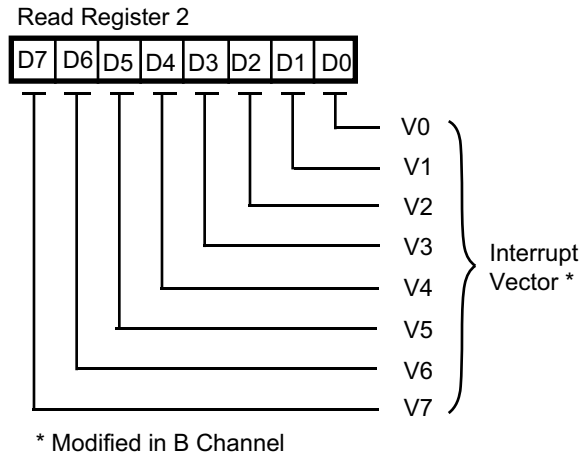 Read Register 2
D7 D6 D5 D4 D3 D2 D1 D0
V0
V1
V2
V3
Interrupt
Vector *
V4
V5
V6
V7
* Modified in B Channel